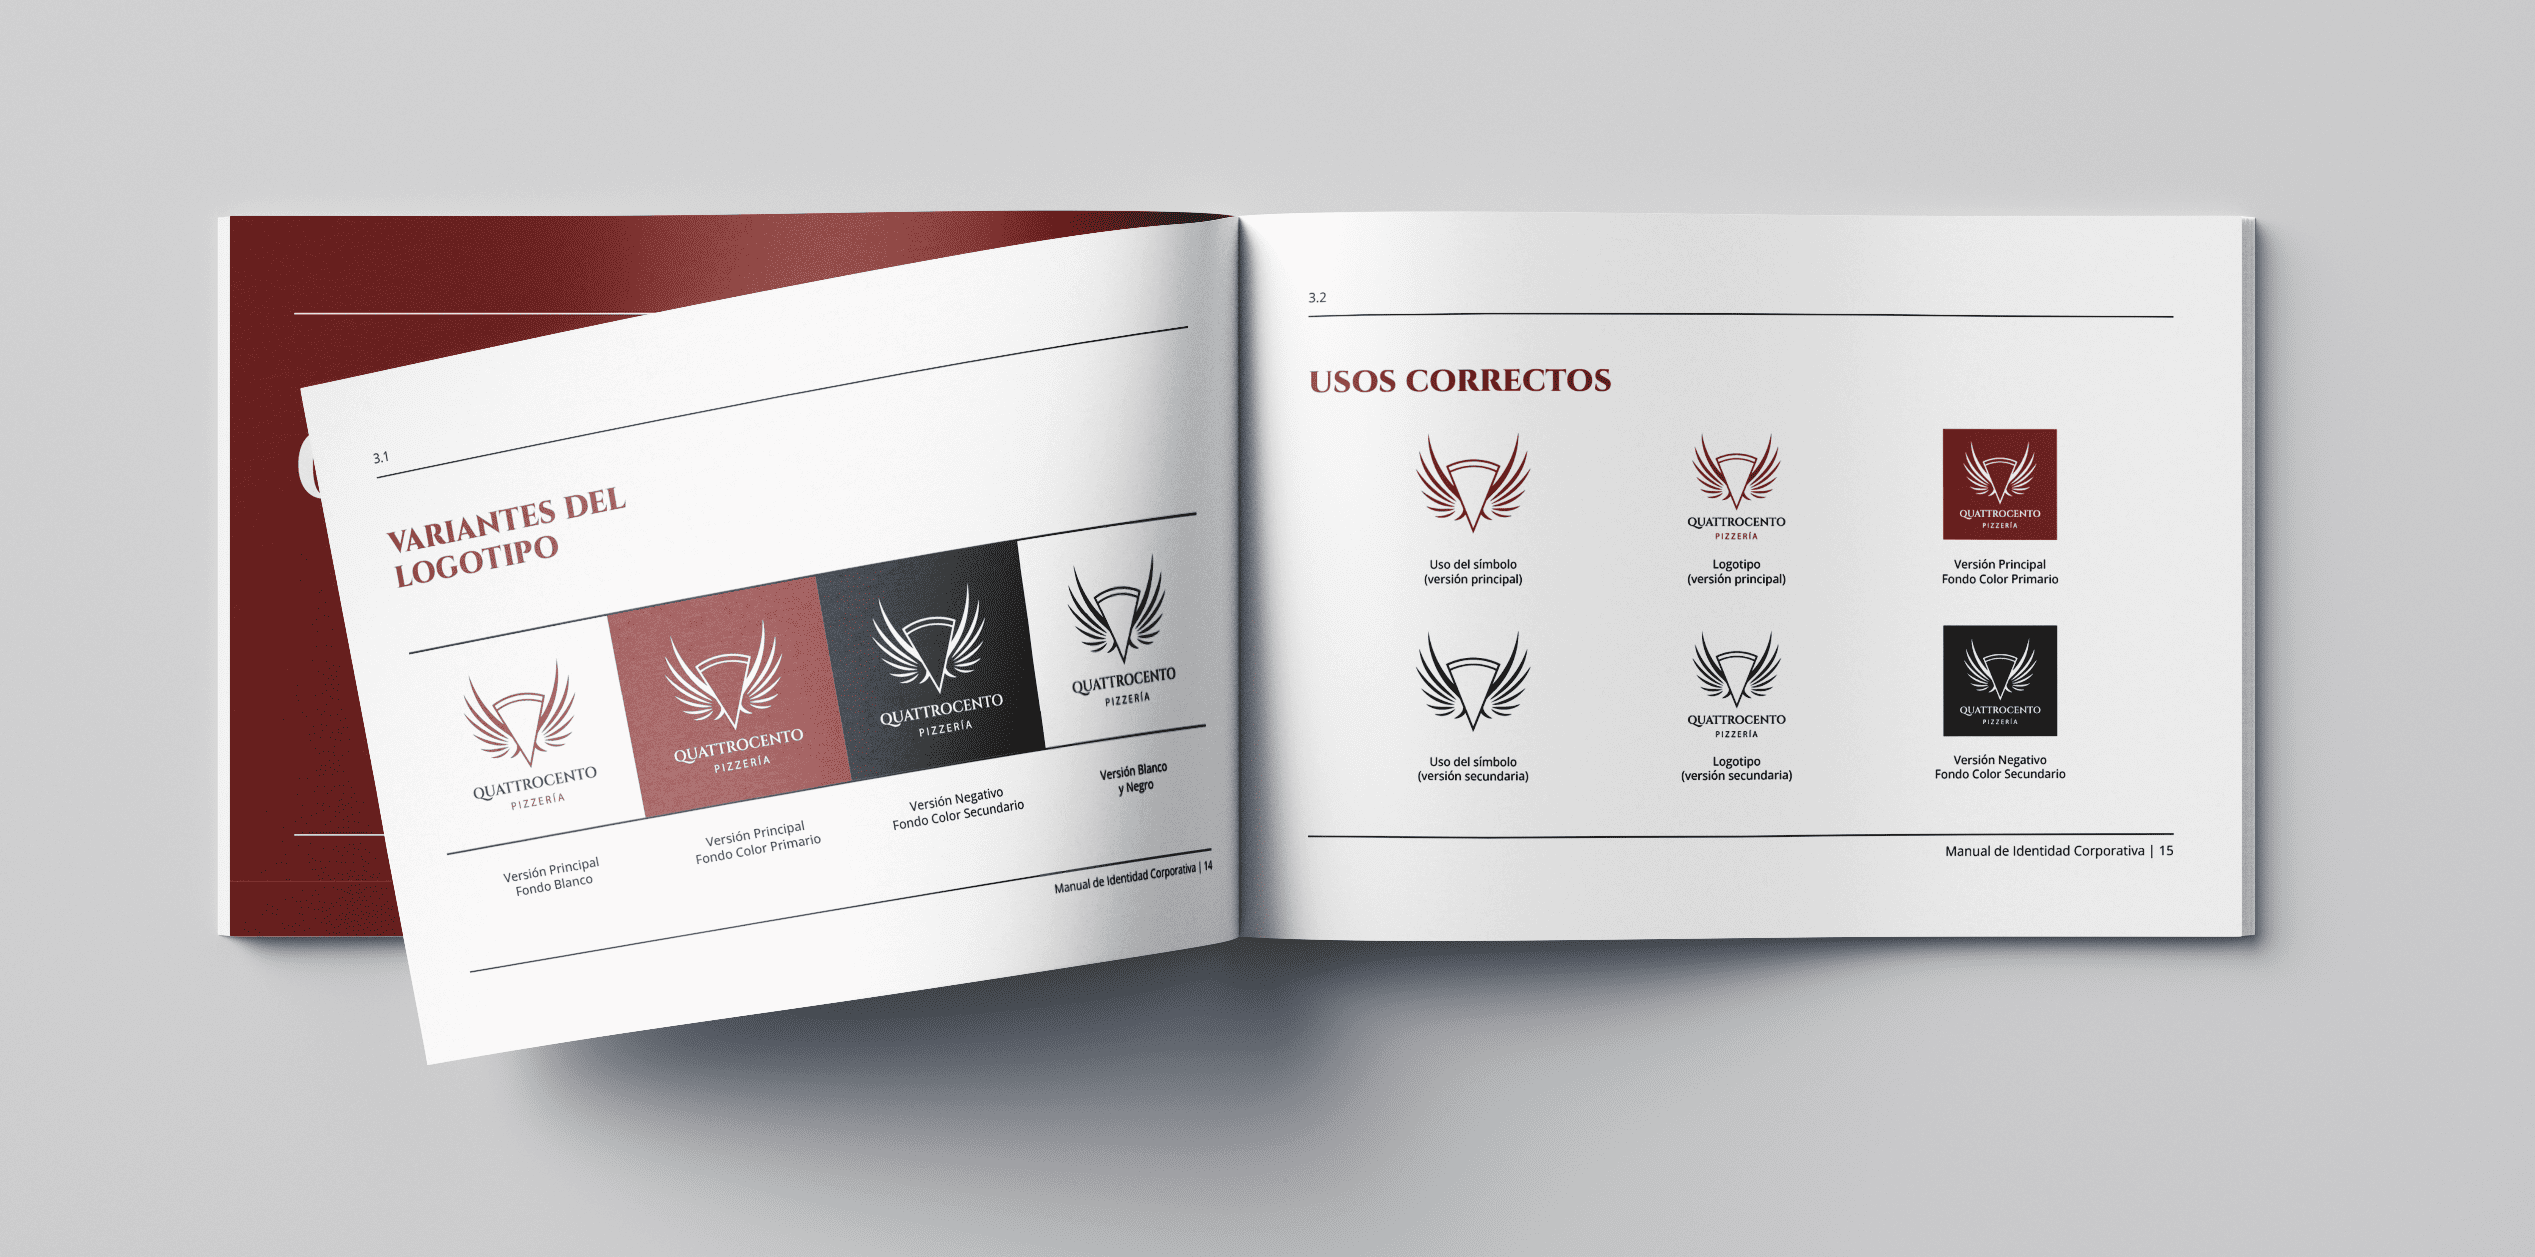 3.1
VARIANTES DEL
LOGOTIPO
QUATTROCENTO
PIZZERÍA
QUATTROCENTO
PIZZERÍA
QUATTROCENTO
PIZZERÍA
QUATTROCENTO
PIZZERÍA
Versión Principal
Fondo Blanco
Versión Principal
Fondo Color Primario
Versión Negativo
Fondo Color Secundario
Versión Blanco
y Negro
Manual de Identidad Corporativa | 14
3.2
USOS CORRECTOS
Uso del símbolo
(versión principal)
QUATTROCENTO
PIZZERÍA
Logotipo
(versión principal)
QUATTROCENTO
PIZZERÍA
Versión Principal
Fondo Color Primario
Uso del símbolo
(versión secundaria)
QUATTROCENTO
PIZZERÍA
Logotipo
(versión secundaria)
QUATTROCENTO
PIZZERÍA
Versión Negativo
Fondo Color Secundario
Manual de Identidad Corporativa | 15